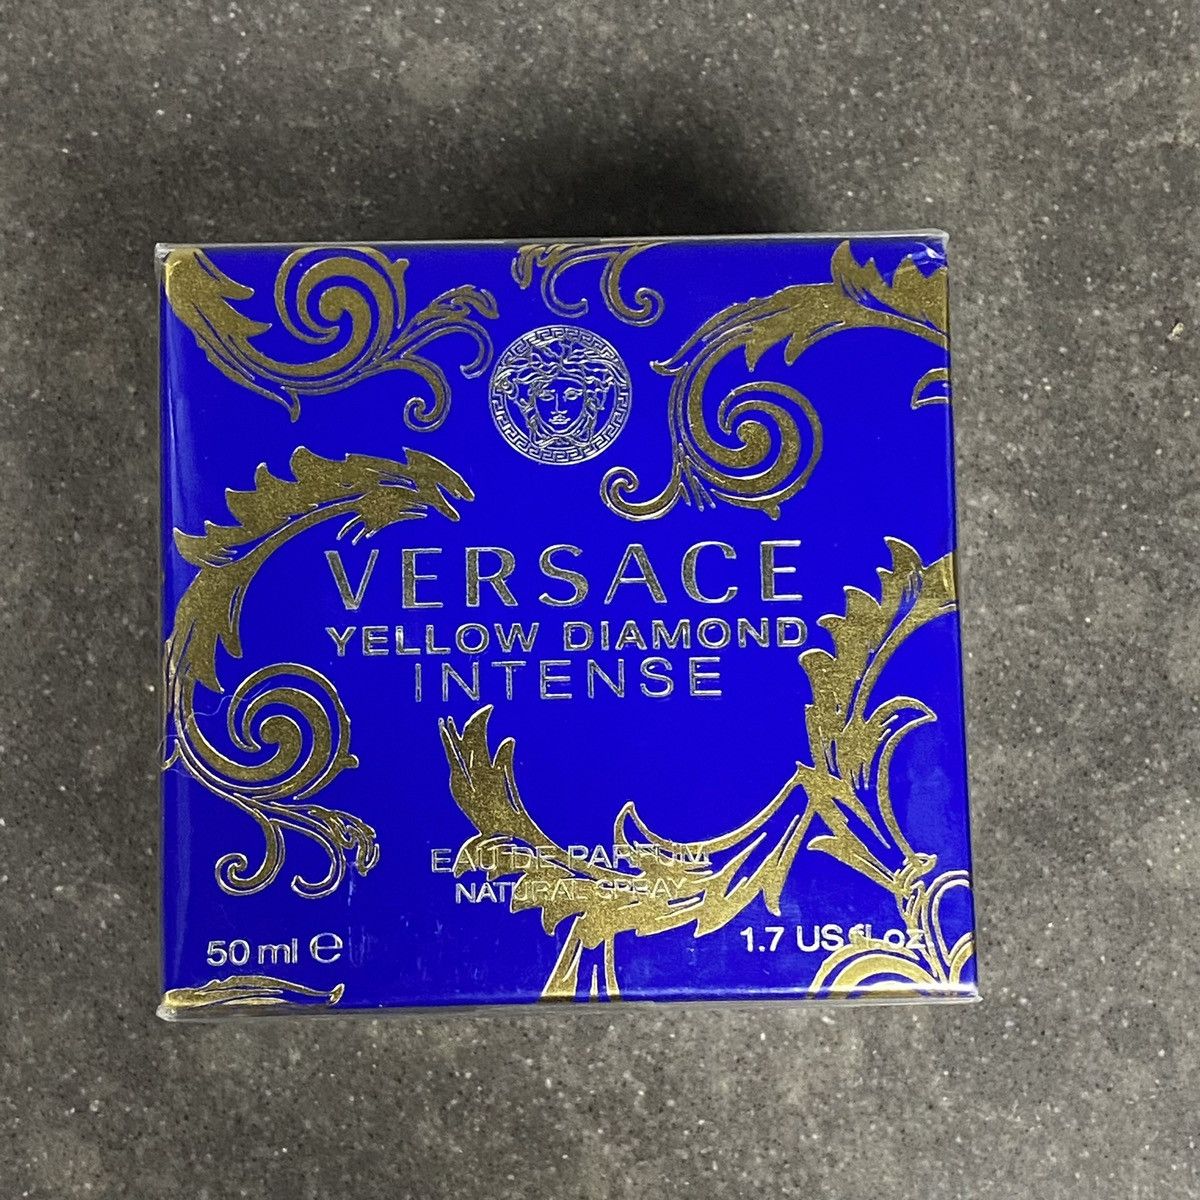 VERSACE
YELLOW DIAMOND
INTENSE
EAU DE PARFUM
NATURAL SPRAY
50 ml ℮
1.7 US fl.oz.